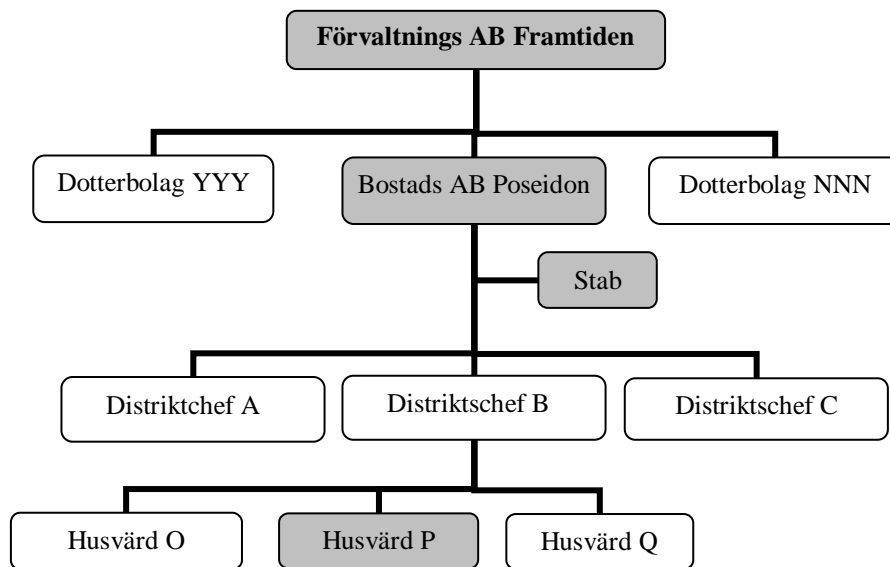 Förvaltnings AB Framtiden
Dotterbolag YYY
Bostads AB Poseidon
Dotterbolag NNN
Stab
Distriktchef A
Distriktschef B
Distriktschef C
Husvärd O
Husvärd P
Husvärd Q